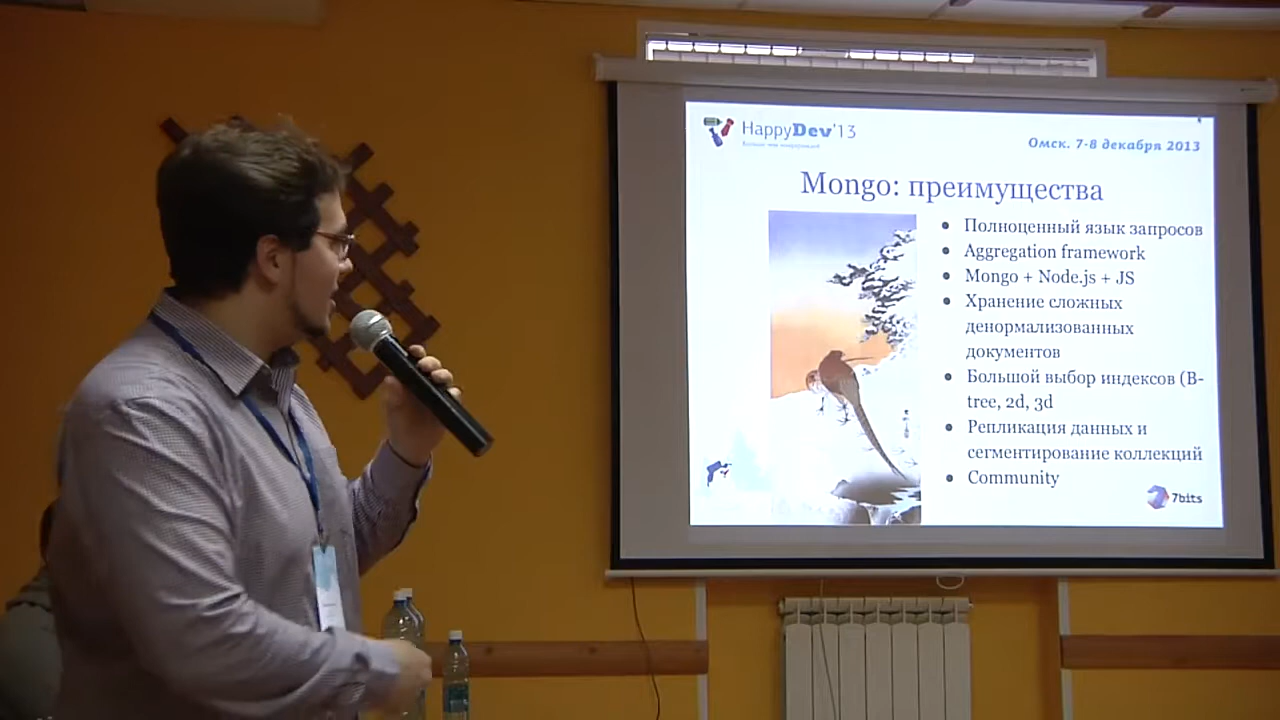 HappyDev'13
Омск. 7-8 декабря 2013
Mongo: преимущества
Полноценный язык запросов
Aggregation framework
Mongo + Node.js + JS
Хранение сложных
денормализованных
документов
Большой выбор индексов (B-
tree, 2d, 3d
Репликация данных и
сегментирование коллекций
Community
7bits